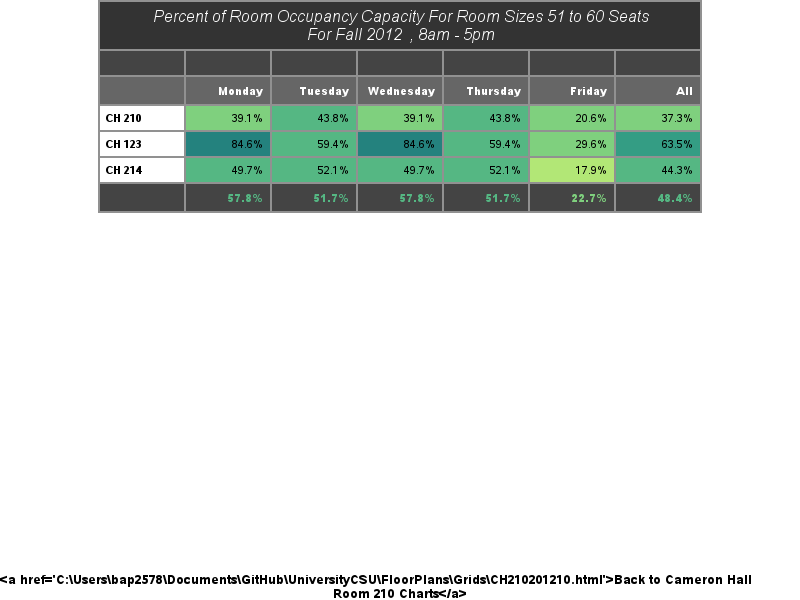 Percent of Room Occupancy Capacity For Room Sizes 51 to 60 Seats
For Fall 2012 , 8am - 5pm
Monday Tuesday Wednesday Thursday Friday All
CH 210 39.1% 43.8% 39.1% 43.8% 20.6% 37.3%
CH 123 84.6% 59.4% 84.6% 59.4% 29.6% 63.5%
CH 214 49.7% 52.1% 49.7% 52.1% 17.9% 44.3%
57.8% 51.7% 57.8% 51.7% 22.7% 48.4%
<a href='C:\Users\bap2578\Documents\GitHub\UniversityCSU\FloorPlans\Grids\CH210201210.html'>Back to Cameron Hall
Room 210 Charts</a>